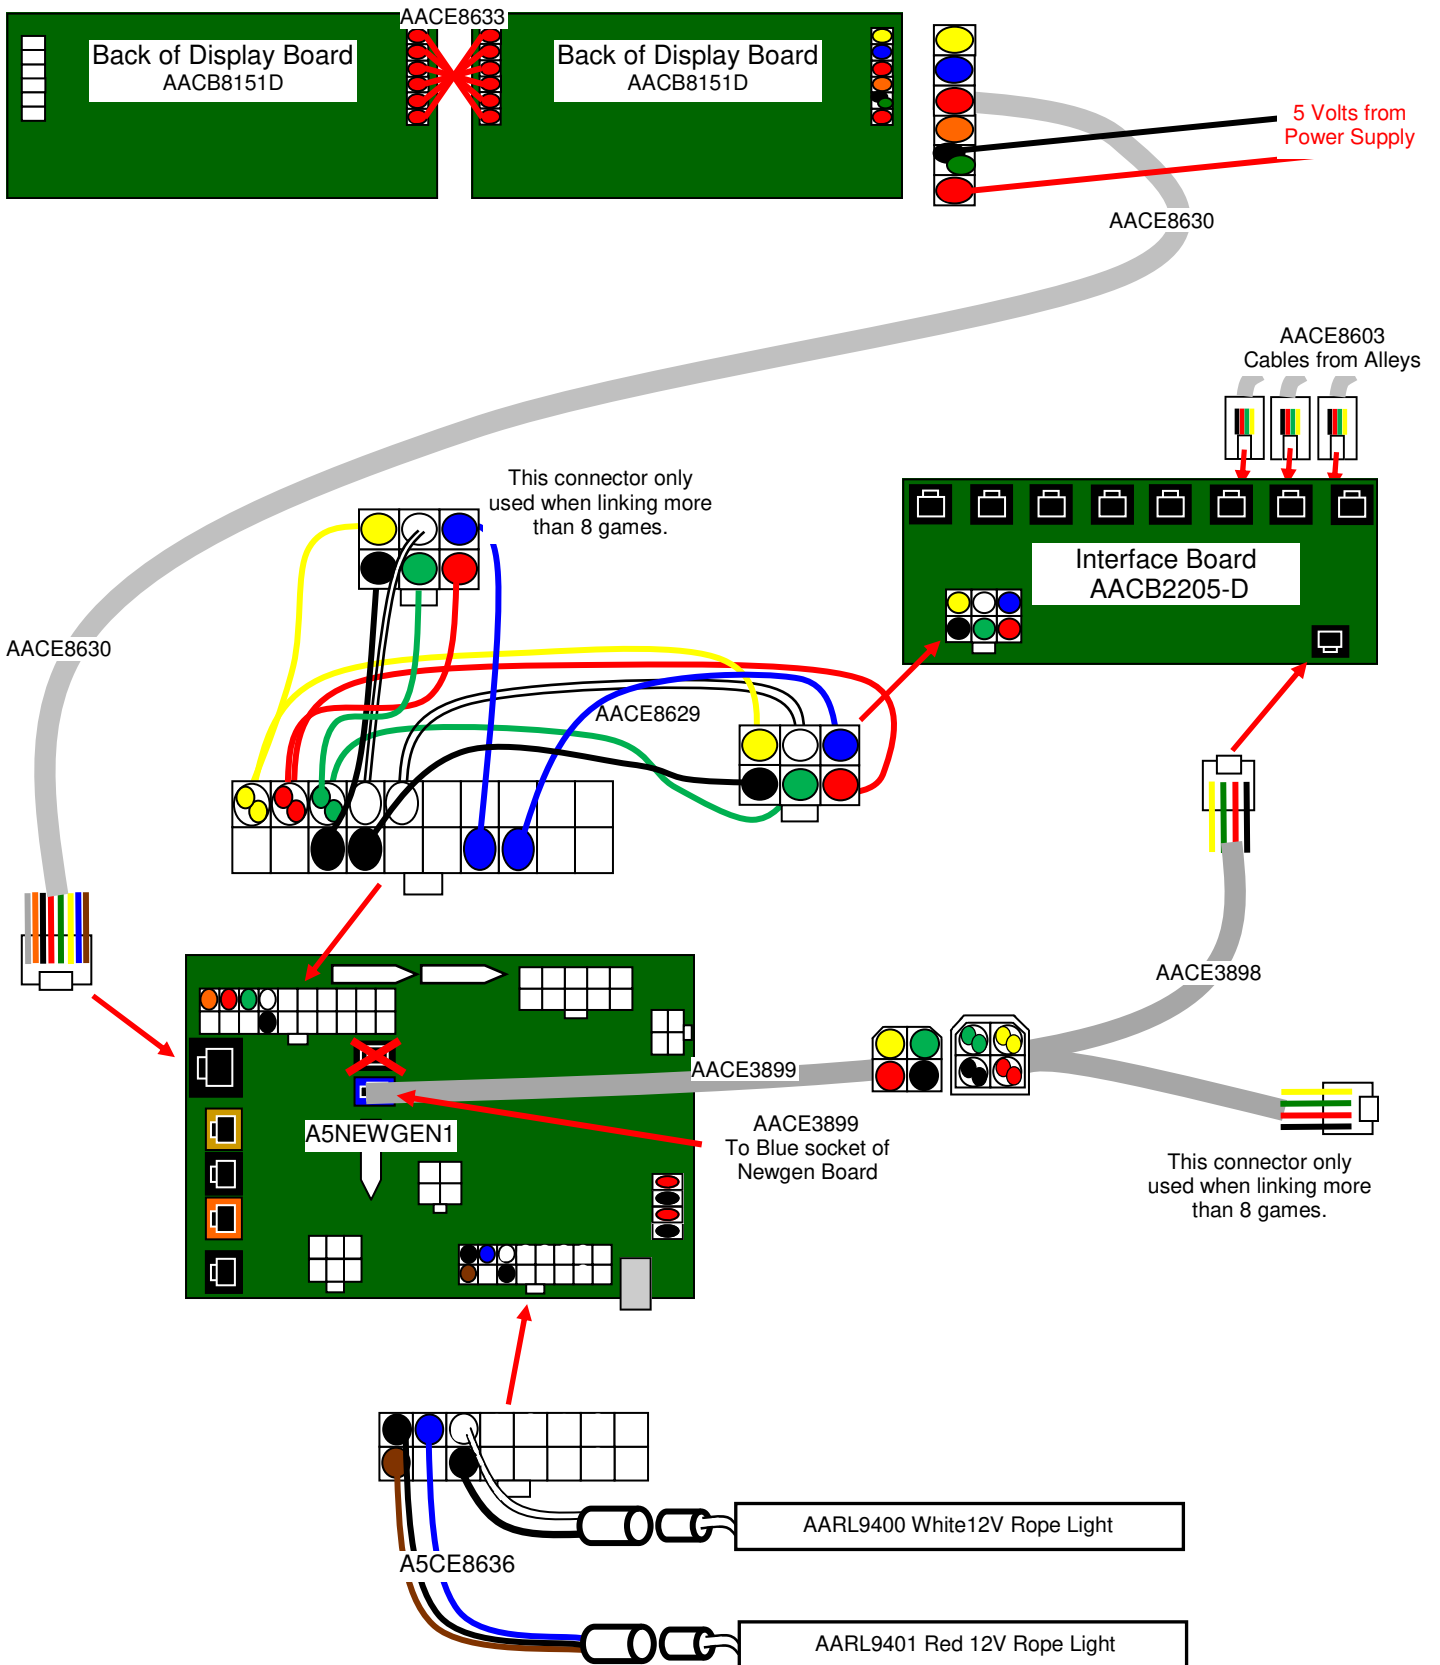 AACE8633
Back of Display Board
AACB8151D
Back of Display Board
AACB8151D
5 Volts from
Power Supply
AACE8630
AACE8603
Cables from Alleys
This connector only
used when linking more
than 8 games.
Interface Board
AACB2205-D
AACE8630
AACE8629
AACE3898
AACE3899
A5NEWGEN1
AACE3899
To Blue socket of
Newgen Board
This connector only
used when linking more
than 8 games.
AARL9400 White12V Rope Light
A5CE8636
AARL9401 Red 12V Rope Light